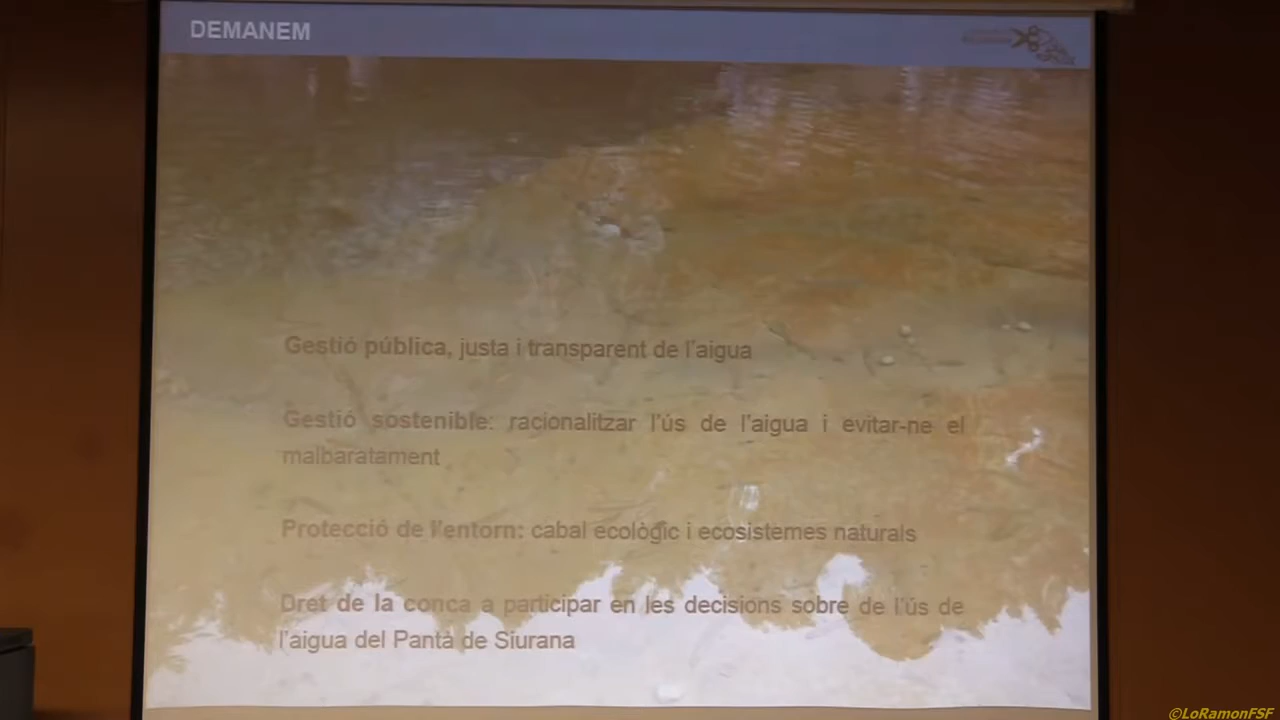 DEMANEM
Gestió pública, justa i transparent de l'aigua
Gestió sostenible: racionalitzar l'ús de l'aigua i evitar-ne el
malbaratament
Protecció de l'entorn: cabal ecològic i ecosistemes naturals
Dret de la conca a participar en les decisions sobre de l'ús de
l'aigua del Pantà de Siurana
©LoRamonFSF